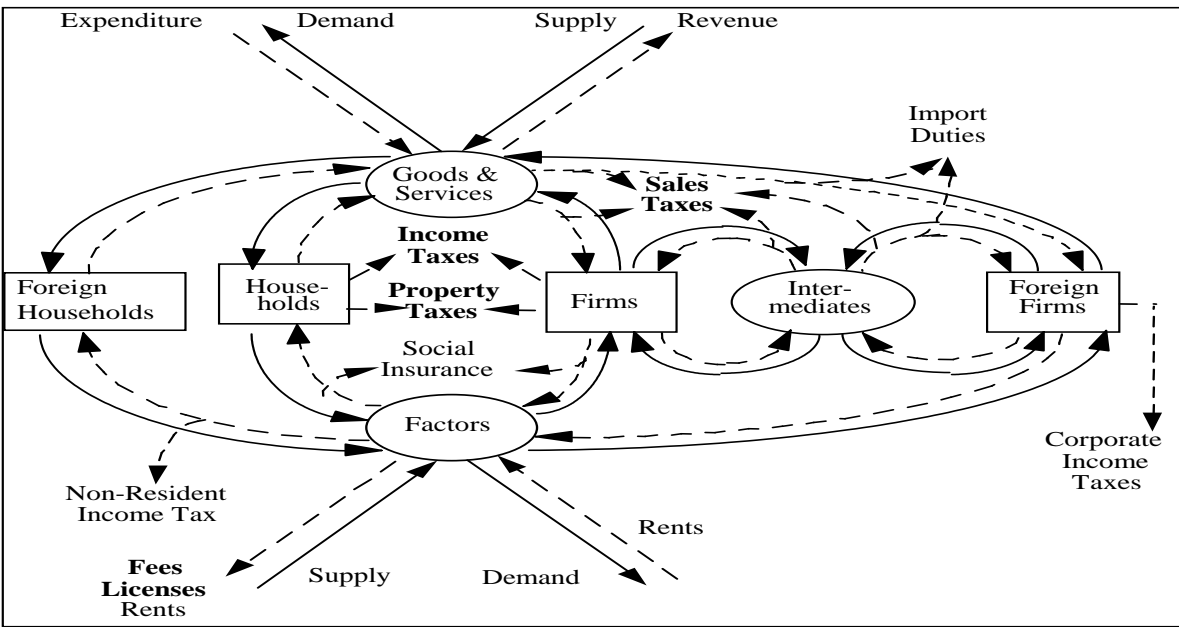 Expenditure
Demand
Supply
Revenue
Import
Duties
Goods &
Services
Sales
Taxes
Income
Taxes
Foreign
Households
House-
holds
Property
Taxes
Firms
Inter-
mediates
Foreign
Firms
Social
Insurance
Factors
Corporate
Income
Taxes
Non-Resident
Income Tax
Rents
Fees
Licenses
Rents
Supply
Demand